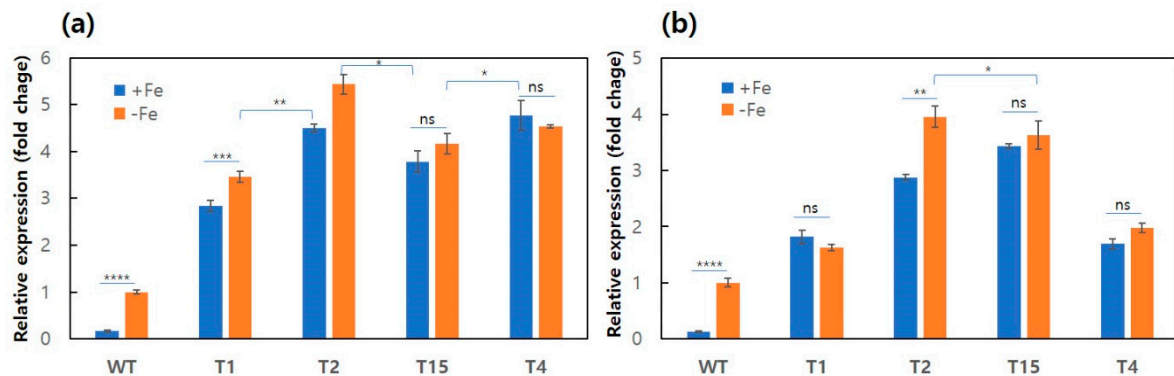 (a)
Relative expression (fold chage)
6
5
4
3
2
1
0
+Fe
-Fe
****
***
**
*
ns
*
ns
WT T1 T2 T15 T4
(b)
Relative expression (fold chage)
5
4
3
2
1
0
+Fe
-Fe
****
ns
**
*
ns
ns
WT T1 T2 T15 T4